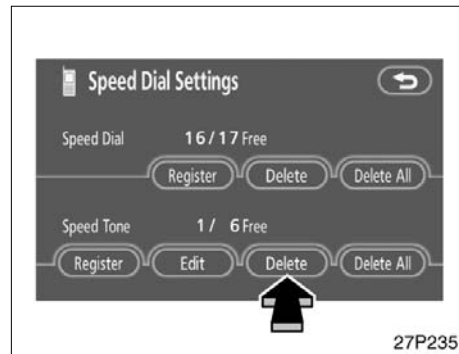 Speed Dial Settings
Speed Dial 16/17 Free
Register Delete Delete All
Speed Tone 1/ 6 Free
Register Edit Delete Delete All
27P235